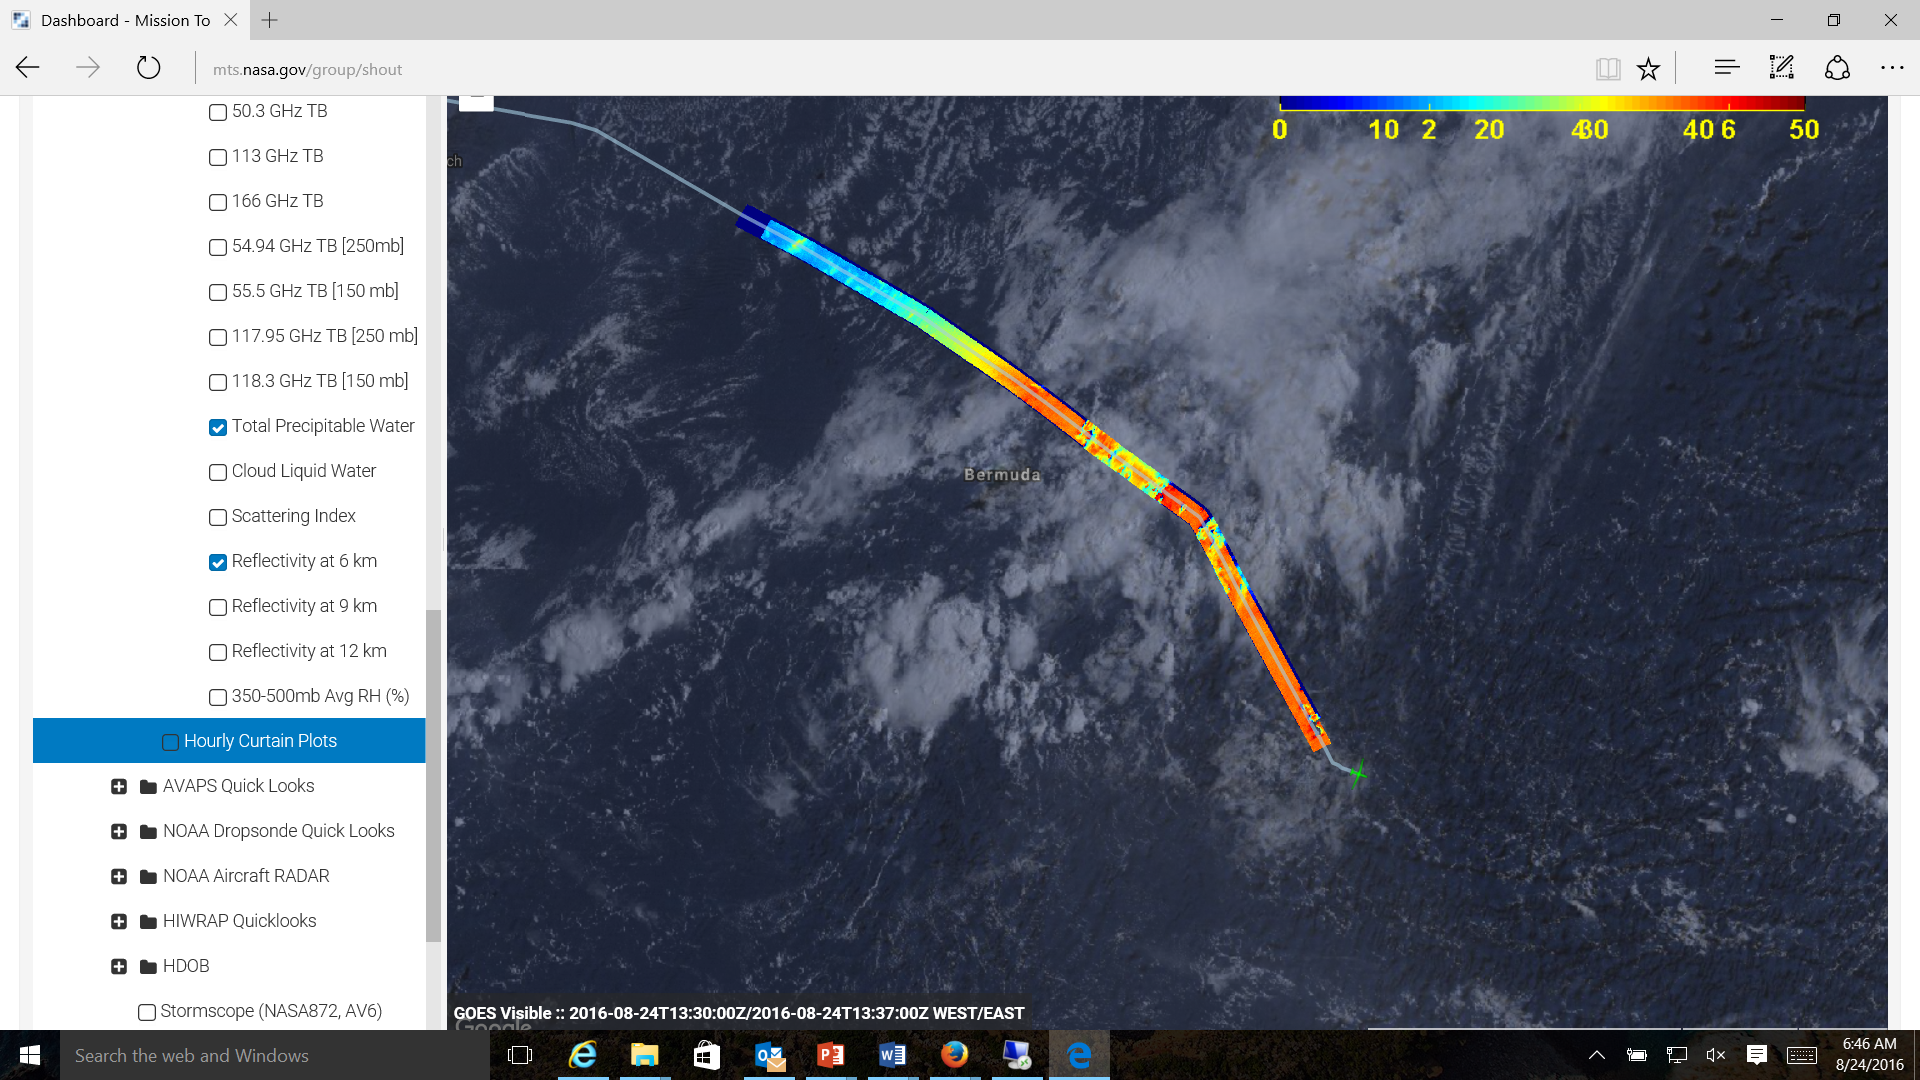 Dashboard - Mission To
mts.nasa.gov/group/shout
50.3 GHz TB
113 GHz TB
166 GHz TB
54.94 GHz TB [250mb]
55.5 GHz TB [150 mb]
117.95 GHz TB [250 mb]
118.3 GHz TB [150 mb]
Total Precipitable Water
Cloud Liquid Water
Scattering Index
Reflectivity at 6 km
Reflectivity at 9 km
Reflectivity at 12 km
350-500mb Avg RH (%)
Hourly Curtain Plots
AVAPS Quick Looks
NOAA Dropsonde Quick Looks
NOAA Aircraft RADAR
HIWRAP Quicklooks
HDOB
Stormscope (NASA872, AV6)
ch
0 10 2 20 40 6 50
Bermuda
GOES Visible :: 2016-08-24T13:30:00Z/2016-08-24T13:37:00Z WEST/EAST
Google
Search the web and Windows
6:46 AM
8/24/2016